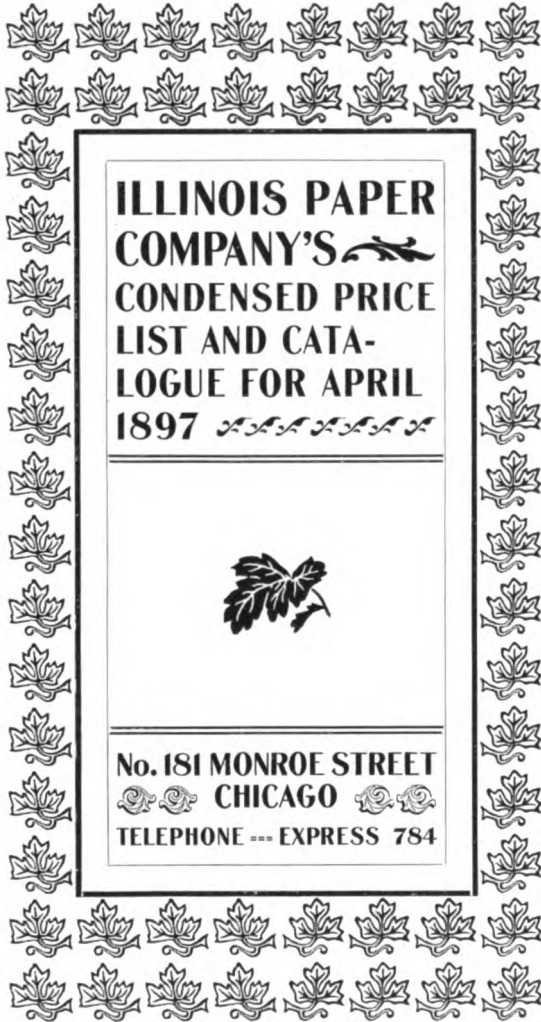 ILLINOIS PAPER
COMPANY'S
CONDENSED PRICE
LIST AND CATA-
LOGUE FOR APRIL
1897
No. 181 MONROE STREET
CHICAGO
TELEPHONE === EXPRESS 784